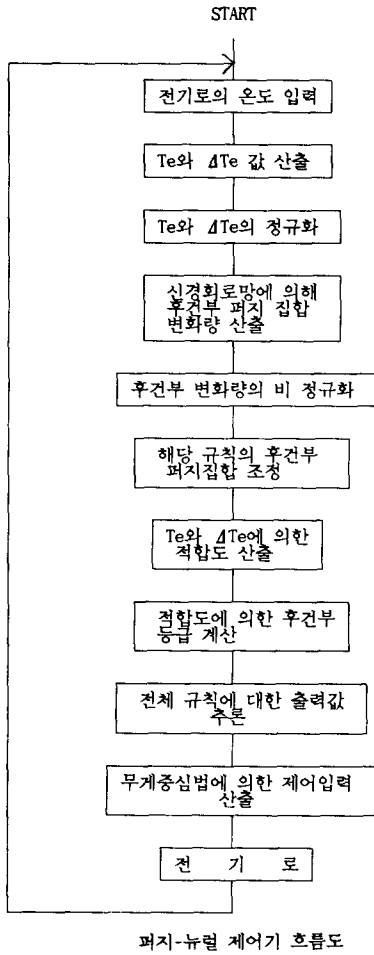 START
전기로의 온도 입력
Te와 ΔTe 값 산출
Te와 ΔTe의 정규화
신경회로망에 의해
후건부 퍼지 집합
변화량 산출
후건부 변화량의 비 정규화
해당 규칙의 후건부
퍼지집합 조정
Te와 ΔTe에 의한
적합도 산출
적합도에 의한 후건부
등급 계산
전체 규칙에 대한 출력값
추론
무게중심법에 의한 제어입력
산출
전 기 로
퍼지-뉴럴 제어기 흐름도